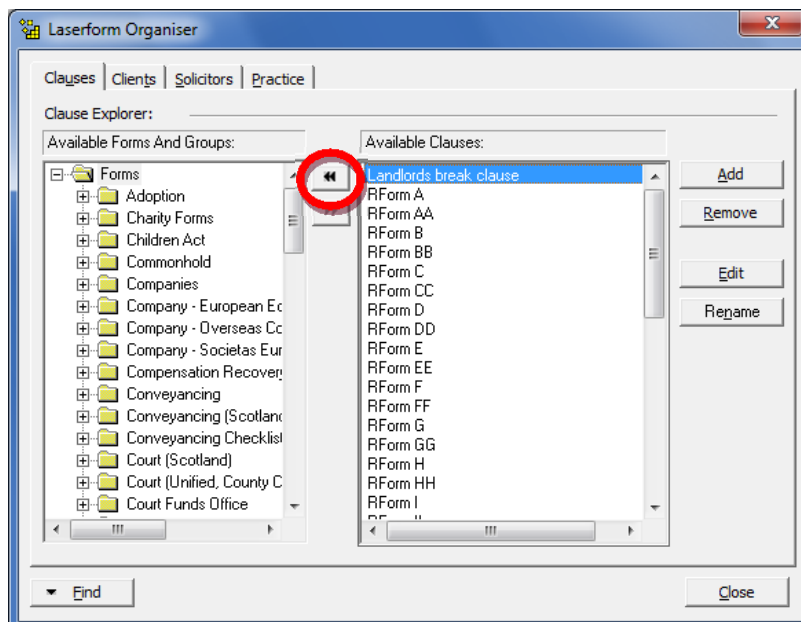 Laserform Organiser
Clauses Clients Solicitors Practice
Clause Explorer:
Available Forms And Groups:
Forms
Adoption
Charity Forms
Children Act
Commonhold
Companies
Company - European Ec
Company - Overseas Co
Company - Societas Eur
Compensation Recovery
Conveyancing
Conveyancing (Scotland
Conveyancing Checklist
Court (Scotland)
Court (Unified, County C
Court Funds Office
Available Clauses:
Landlords break clause
RForm A
RForm AA
RForm B
RForm BB
RForm C
RForm CC
RForm D
RForm DD
RForm E
RForm EE
RForm F
RForm FF
RForm G
RForm GG
RForm H
RForm HH
RForm I
Add
Remove
Edit
Rename
Find
Close